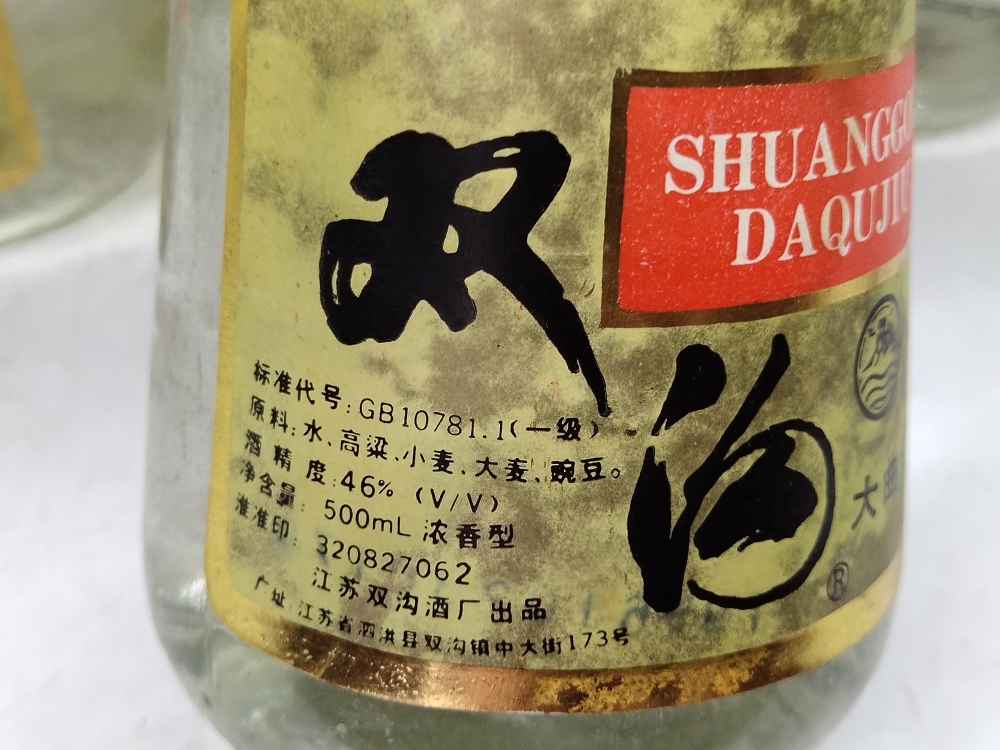 SHUANGGO
DAQUJIU
双沟
大曲
®
标准代号:GB10781.1(一级)
原料:水、高粱、小麦、大麦、豌豆。
酒精度:46% (V/V)
净含量: 500mL 浓香型
准准印: 320827062
江苏双沟酒厂出品
厂址:江苏省泗洪县双沟镇中大街173号